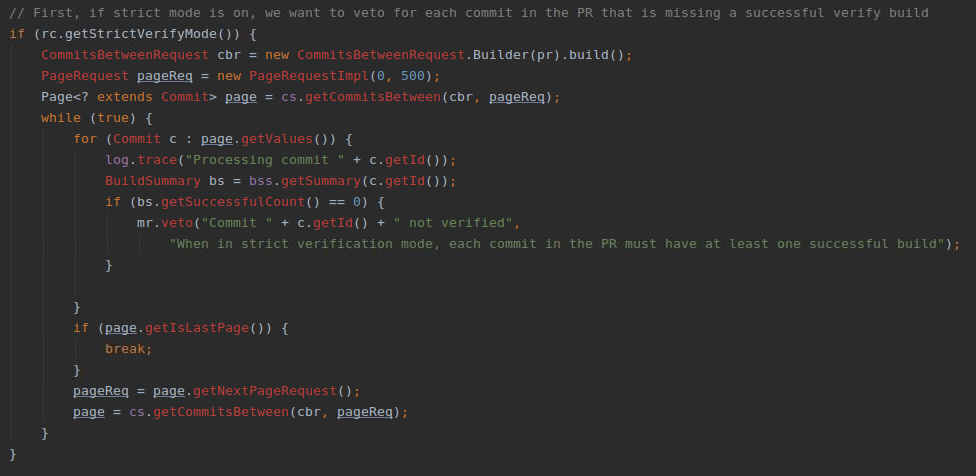 // First, if strict mode is on, we want to veto for each commit in the PR that is missing a successful verify build
if (rc.getStrictVerifyMode()) {
    CommitsBetweenRequest cbr = new CommitsBetweenRequest.Builder(pr).build();
    PageRequest pageReq = new PageRequestImpl(0, 500);
    Page<? extends Commit> page = cs.getCommitsBetween(cbr, pageReq);
    while (true) {
        for (Commit c : page.getValues()) {
            log.trace("Processing commit " + c.getId());
            BuildSummary bs = bss.getSummary(c.getId());
            if (bs.getSuccessfulCount() == 0) {
                mr.veto("Commit " + c.getId() + " not verified",
                    "When in strict verification mode, each commit in the PR must have at least one successful build");
            }

        }
        if (page.getIsLastPage()) {
            break;
        }
        pageReq = page.getNextPageRequest();
        page = cs.getCommitsBetween(cbr, pageReq);
    }
}